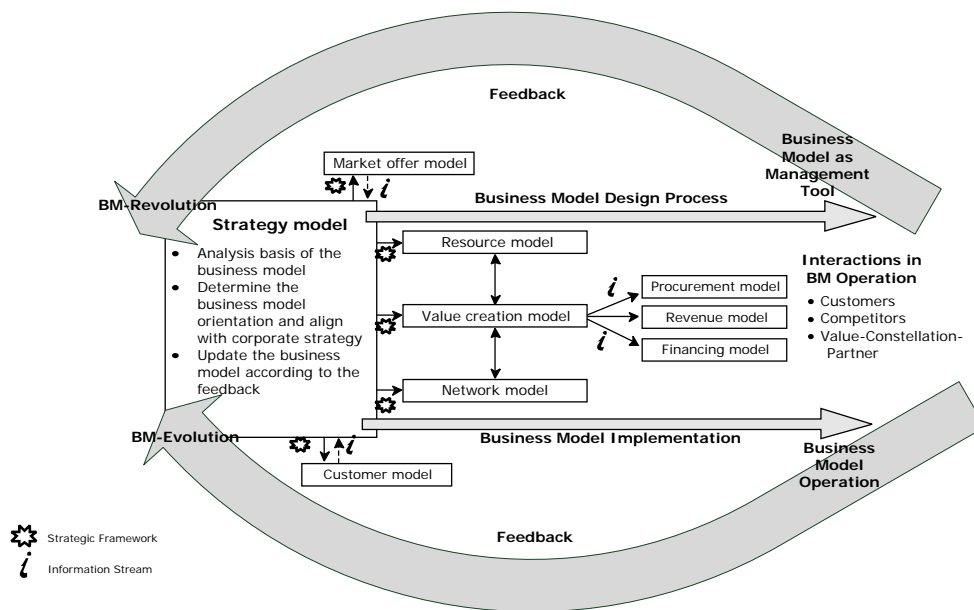 Feedback
Business
Model as
Management
Tool
Market offer model
i
BM-Revolution
Business Model Design Process
Strategy model
• Analysis basis of the
business model
• Determine the
business model
orientation and align
with corporate strategy
• Update the business
model according to the
feedback
Resource model
Value creation model
Network model
i
i
Procurement model
Revenue model
Financing model
Interactions in
BM Operation
• Customers
• Competitors
• Value-Constellation-
Partner
BM-Evolution
Business Model Implementation
i
Customer model
Business
Model
Operation
Feedback
Strategic Framework
i Information Stream